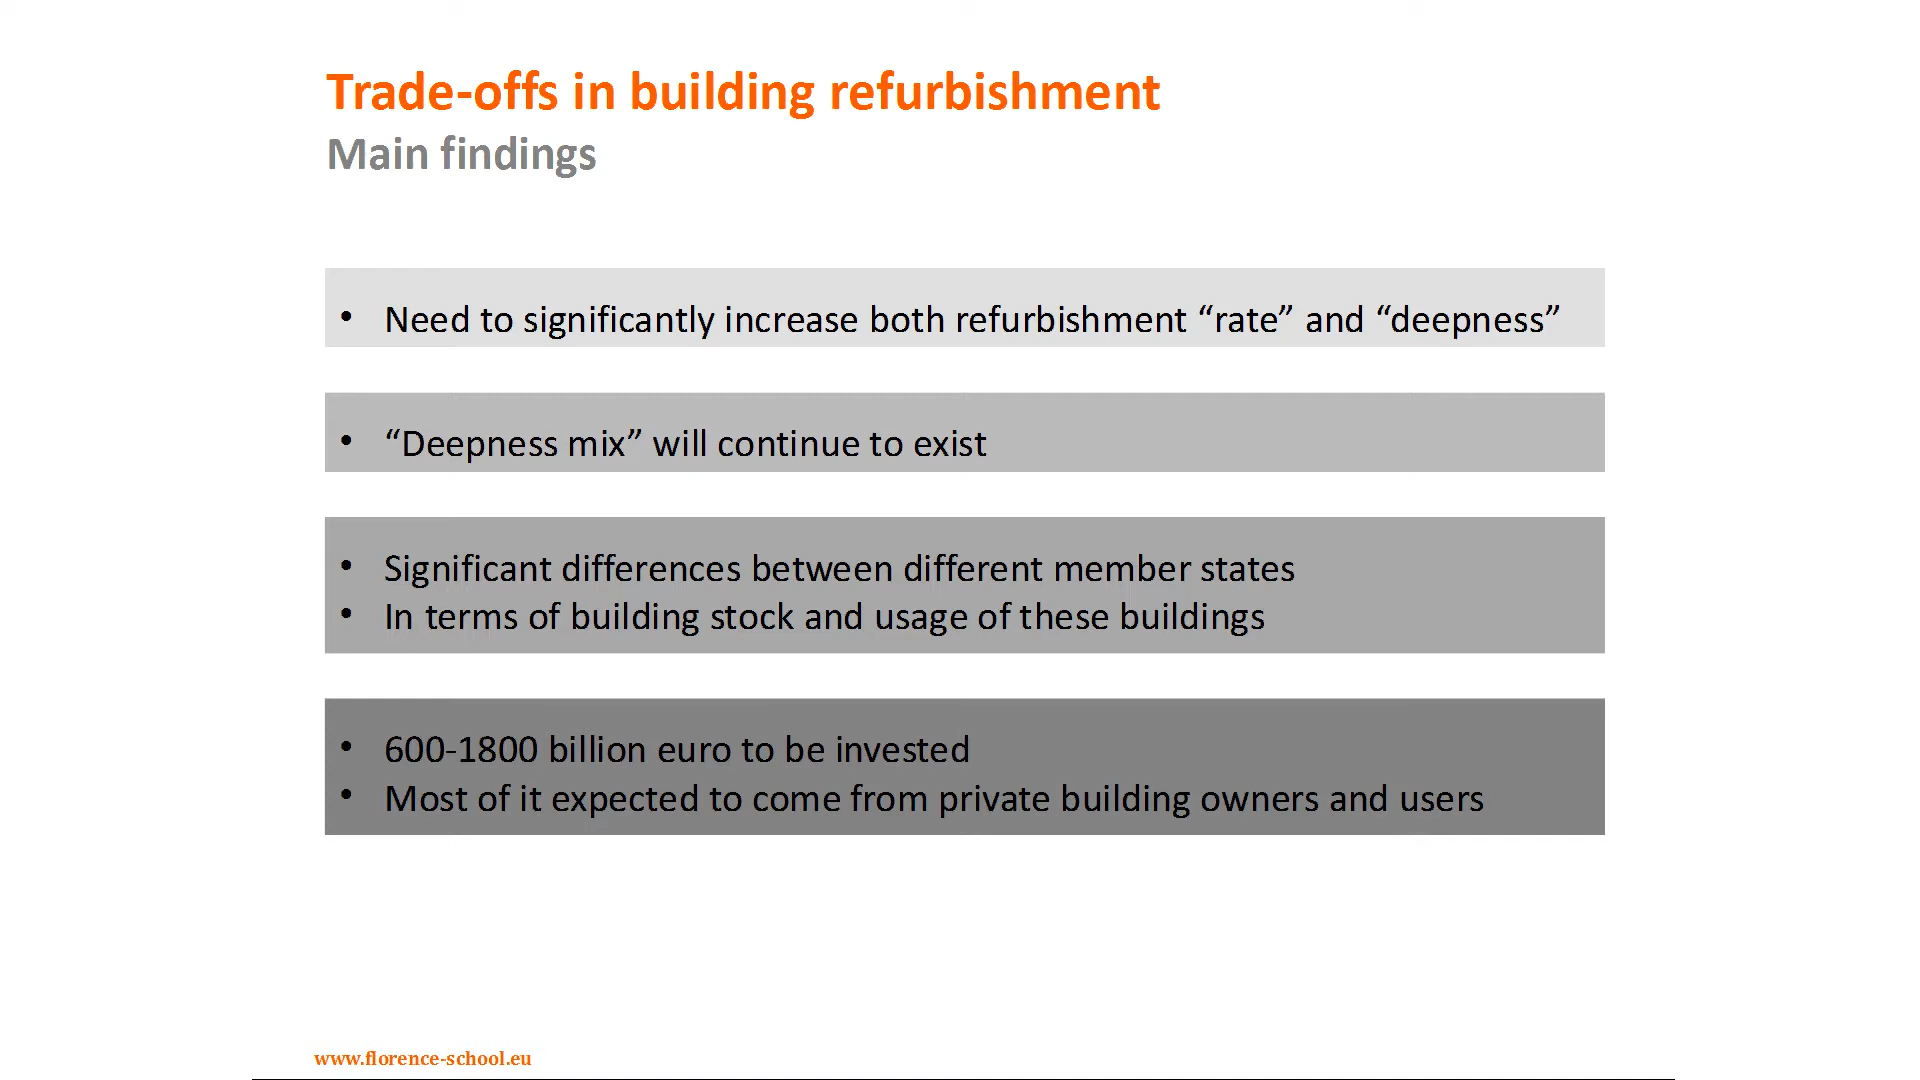 Trade-offs in building refurbishment
Main findings
• Need to significantly increase both refurbishment “rate” and “deepness”
• “Deepness mix” will continue to exist
• Significant differences between different member states
• In terms of building stock and usage of these buildings
• 600-1800 billion euro to be invested
• Most of it expected to come from private building owners and users
www.florence-school.eu